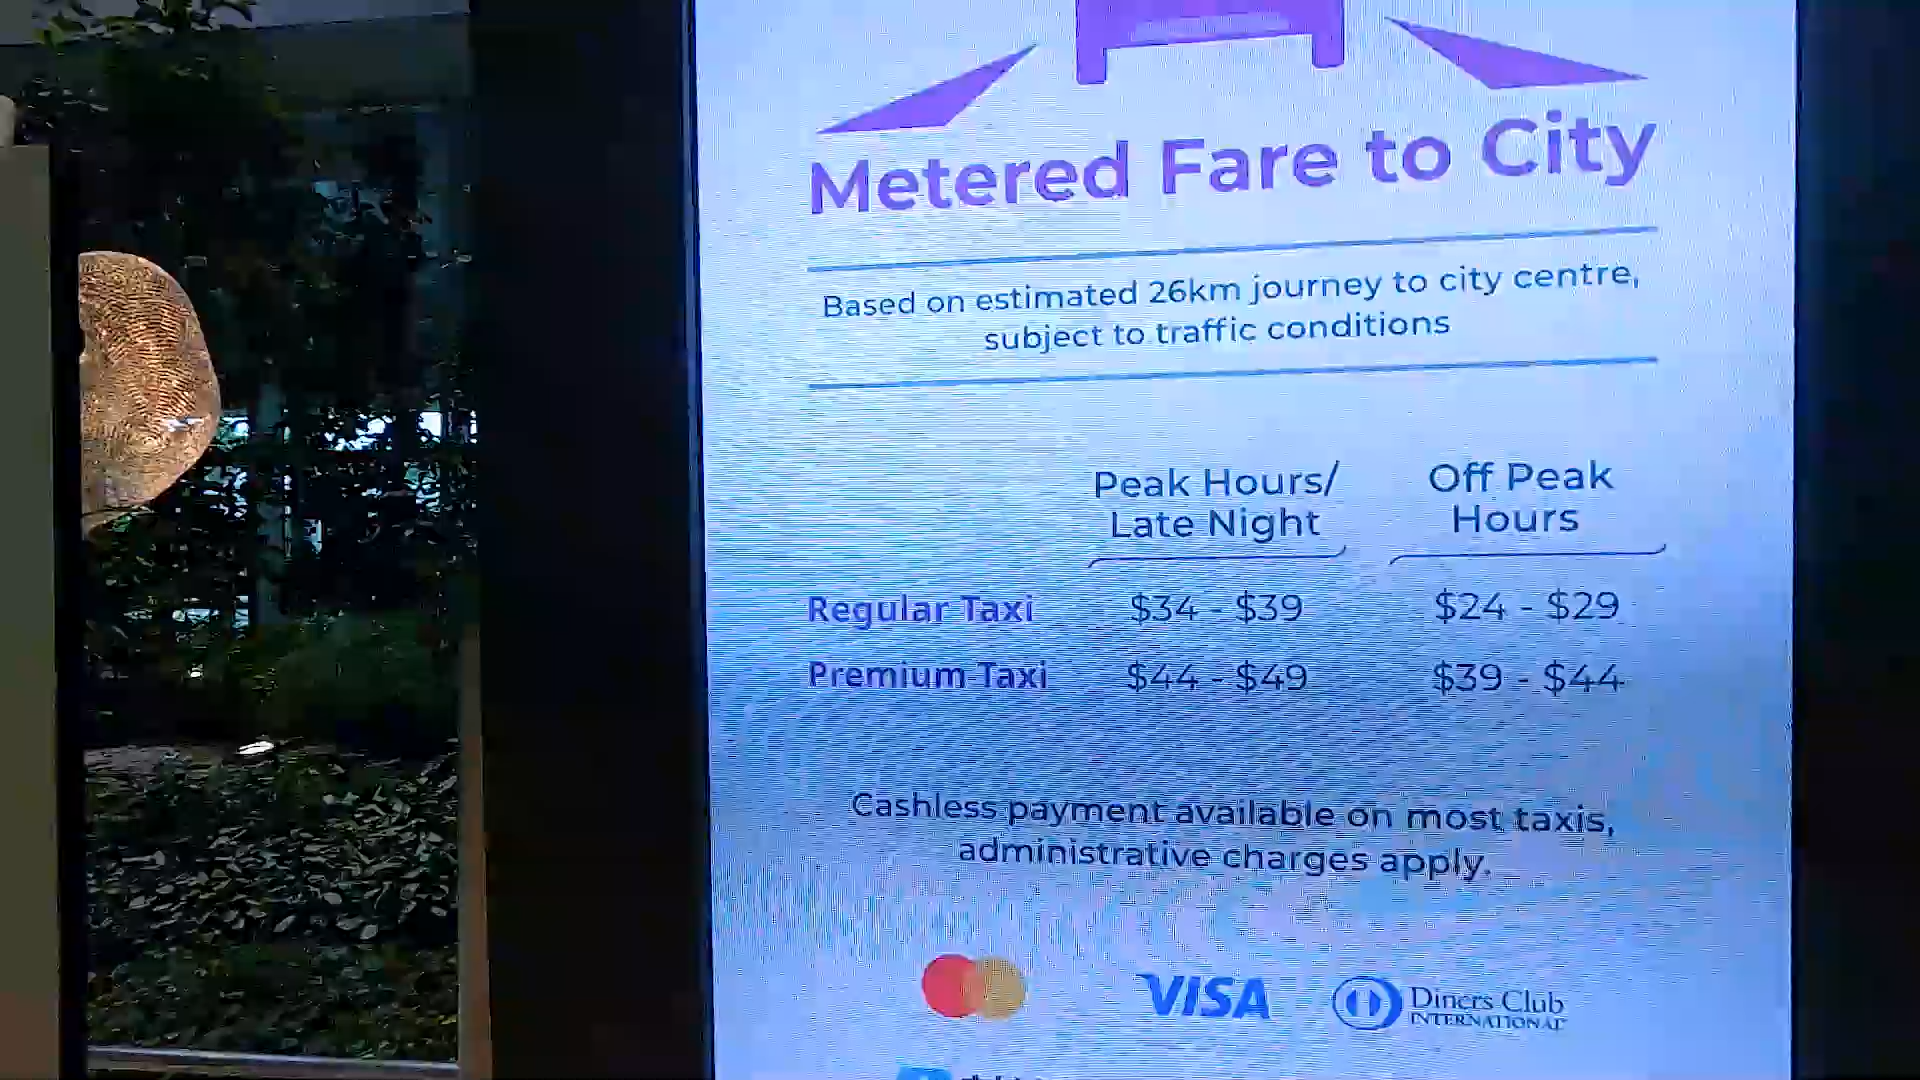 Metered Fare to City
Based on estimated 26km journey to city centre,
subject to traffic conditions
Peak Hours/
Late Night
Off Peak
Hours
Regular Taxi $34 - $39 $24 - $29
Premium Taxi $44 - $49 $39 - $44
Cashless payment available on most taxis,
administrative charges apply.
VISA
Diners Club
INTERNATIONAL